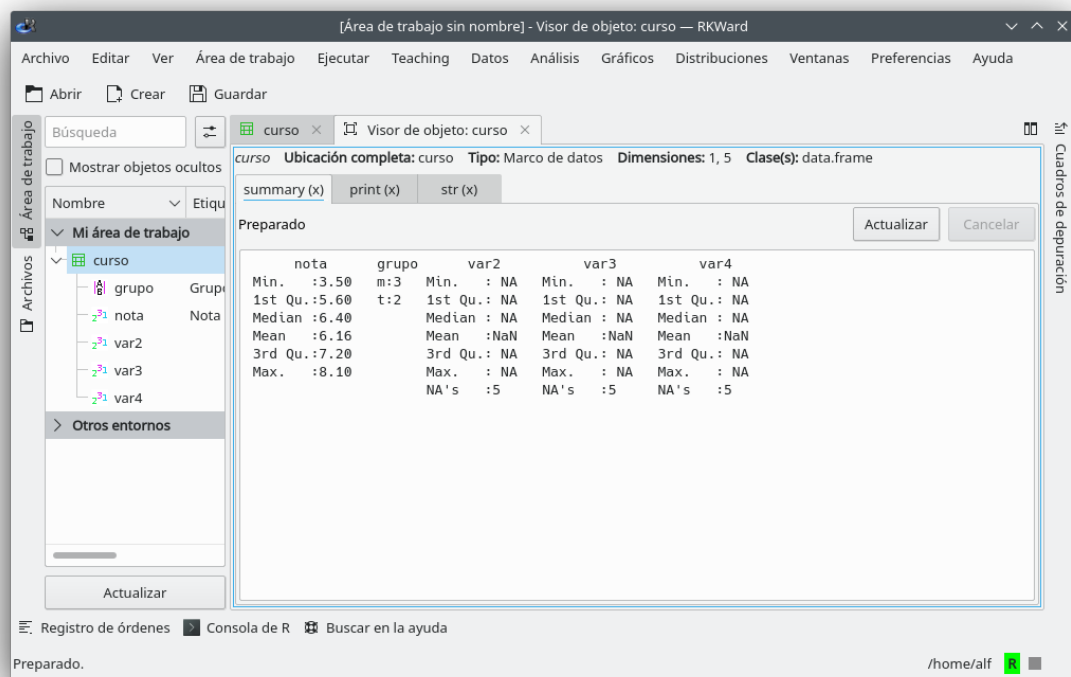 [Área de trabajo sin nombre] - Visor de objeto: curso — RKWard
Archivo Editar Ver Área de trabajo Ejecutar Teaching Datos Análisis Gráficos Distribuciones Ventanas Preferencias Ayuda
Abrir Crear Guardar
Área de trabajo
Archivos
Búsqueda
Mostrar objetos ocultos
Nombre Etiqu
Mi área de trabajo
curso
grupo Grupo
nota Nota
var2
var3
var4
Otros entornos
Actualizar
curso Visor de objeto: curso
curso Ubicación completa: curso Tipo: Marco de datos Dimensiones: 1, 5 Clase(s): data.frame
summary (x) print (x) str (x)
Preparado Actualizar Cancelar
nota grupo var2 var3 var4
Min. :3.50 m:3 Min. : NA Min. : NA Min. : NA
1st Qu.:5.60 t:2 1st Qu.: NA 1st Qu.: NA 1st Qu.: NA
Median :6.40 Median : NA Median : NA Median : NA
Mean :6.16 Mean :NaN Mean :NaN Mean :NaN
3rd Qu.:7.20 3rd Qu.: NA 3rd Qu.: NA 3rd Qu.: NA
Max. :8.10 Max. : NA Max. : NA Max. : NA
NA's :5 NA's :5 NA's :5
Cuadros de depuración
Registro de órdenes Consola de R Buscar en la ayuda
Preparado. /home/alf R